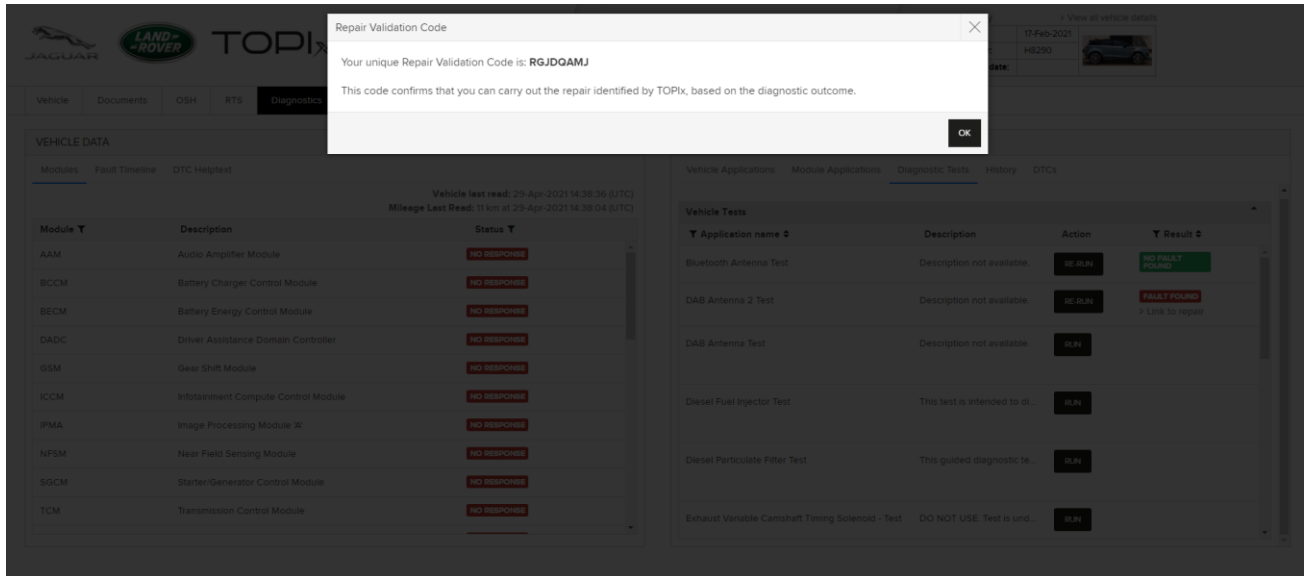 JAGUAR
LAND-
-ROVER
TOPIx
> View all vehicle details
17-Feb-2021
H8290
date:
Repair Validation Code
Your unique Repair Validation Code is: RGJDQAMJ
This code confirms that you can carry out the repair identified by TOPIx, based on the diagnostic outcome.
OK
Vehicle Documents OSH RTS Diagnostics
VEHICLE DATA
Modules Fault Timeline DTC Helptext
Vehicle last read: 29-Apr-2021 14:38:36 (UTC)
Mileage Last Read: 11 km at 29-Apr-2021 14:38:04 (UTC)
Module Description Status
AAM Audio Amplifier Module NO RESPONSE
BCCM Battery Charger Control Module NO RESPONSE
BECM Battery Energy Control Module NO RESPONSE
DADC Driver Assistance Domain Controller NO RESPONSE
GSM Gear Shift Module NO RESPONSE
ICCM Infotainment Compute Control Module NO RESPONSE
IPMA Image Processing Module 'A' NO RESPONSE
NFSM Near Field Sensing Module NO RESPONSE
SGCM Starter/Generator Control Module NO RESPONSE
TCM Transmission Control Module NO RESPONSE
Vehicle Applications Module Applications Diagnostic Tests History DTCs
Vehicle Tests
Application name Description Action Result
Bluetooth Antenna Test Description not available. RE-RUN NO FAULT
FOUND
DAB Antenna 2 Test Description not available. RE-RUN FAULT FOUND
> Link to repair
DAB Antenna Test Description not available. RUN
Diesel Fuel Injector Test This test is intended to di... RUN
Diesel Particulate Filter Test This guided diagnostic te... RUN
Exhaust Variable Camshaft Timing Solenoid - Test DO NOT USE. Test is und... RUN